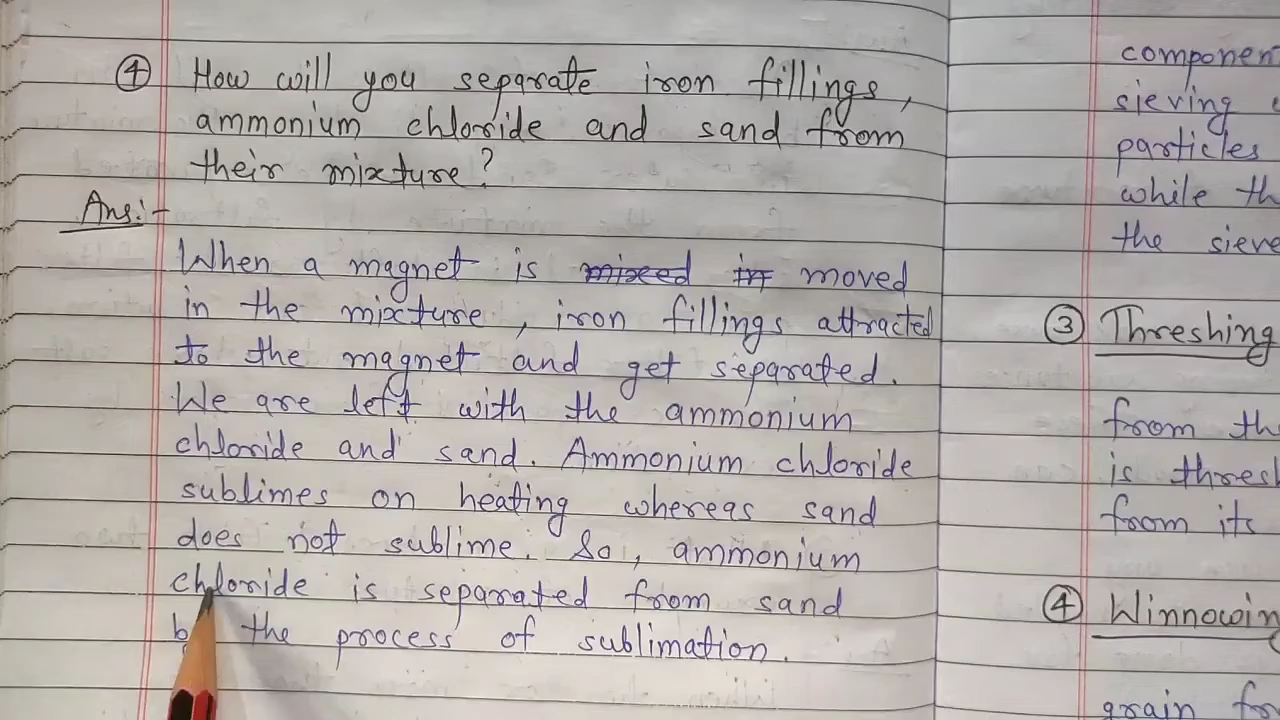 ④ How will you separate iron fillings,
ammonium chloride and sand from
their mixture?
Ans:-
When a magnet is mixed in moved
in the mixture, iron fillings attracted
to the magnet and get separated.
We are left with the ammonium
chloride and sand. Ammonium chloride
sublimes on heating whereas sand
does not sublime. So, ammonium
chloride is separated from sand
the process of sublimation.
componen
sieving
particles
while th
the sieve
③ Threshing
from th
is thresh
from its
④ Winnowin
grain fr